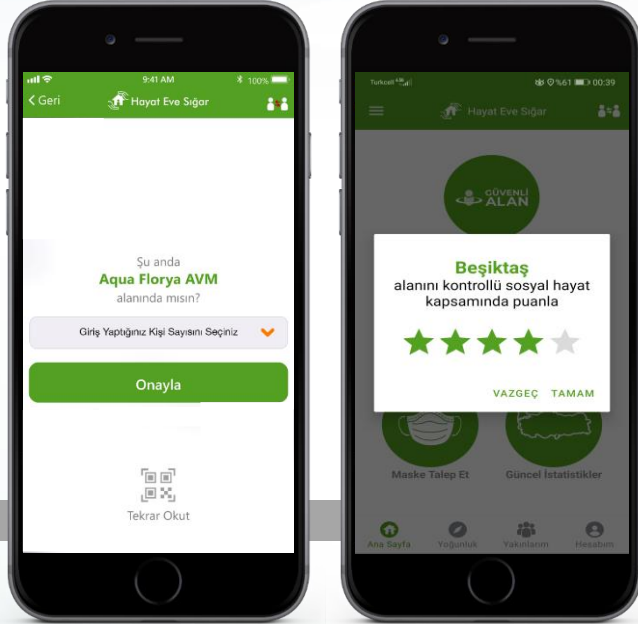 9:41 AM
100%
Geri
Hayat Eve Sığar
Şu anda
Aqua Florya AVM
alanında mısın?
Giriş Yaptığınız Kişi Sayısını Seçiniz
Onayla
Tekrar Okut
Turkcell
%61
00:39
Hayat Eve Sığar
GÜVENLİ
ALAN
Beşiktaş
alanını kontrollü sosyal hayat
kapsamında puanla
VAZGEÇ TAMAM
Maske Talep Et
Güncel İstatistikler
Ana Sayfa
Yoğunluk
Yakınlarım
Hesabım